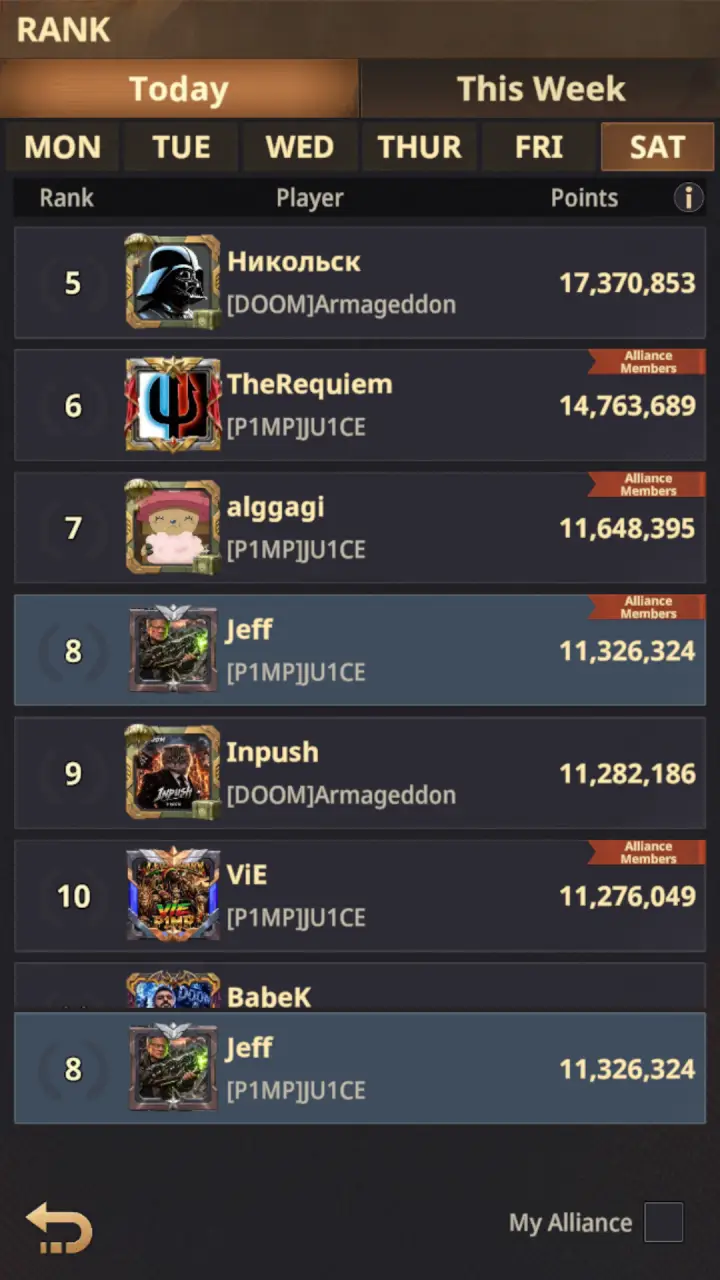 RANK
Today
This Week
MON
TUE
WED
THUR
FRI
SAT
Rank
Player
Points
5
Никольск
[DOOM]Armageddon
17,370,853
Alliance
Members
6
TheRequiem
[P1MP]JU1CE
14,763,689
Alliance
Members
7
alggagi
[P1MP]JU1CE
11,648,395
Alliance
Members
8
Jeff
[P1MP]JU1CE
11,326,324
9
INPUSH
Inpush
[DOOM]Armageddon
11,282,186
Alliance
Members
10
VIE
ViE
[P1MP]JU1CE
11,276,049
DOOM
BabeK
8
Jeff
[P1MP]JU1CE
11,326,324
My Alliance